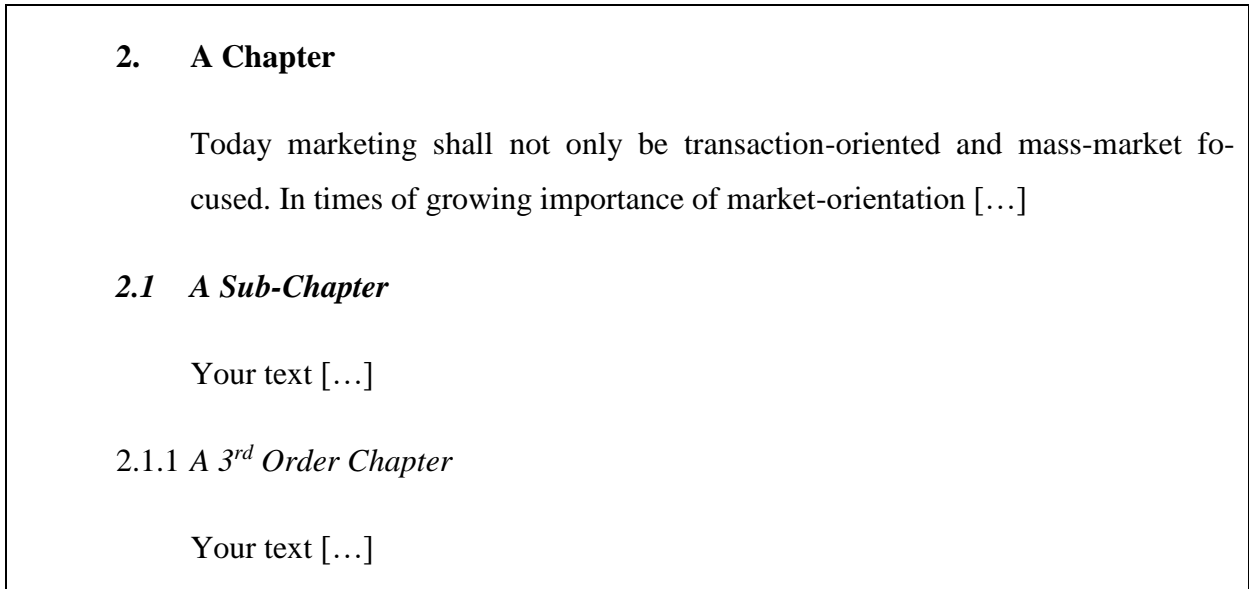 2. A Chapter
Today marketing shall not only be transaction-oriented and mass-market fo-
cused. In times of growing importance of market-orientation […]
2.1 A Sub-Chapter
Your text […]
2.1.1 A 3rd Order Chapter
Your text […]